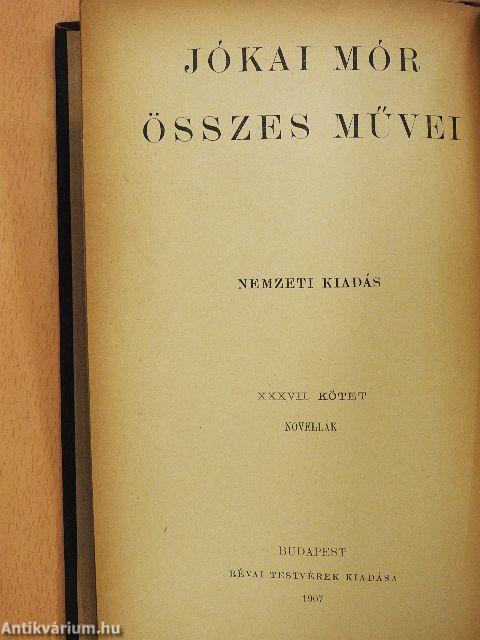 JÓKAI MÓR
ÖSSZES MŰVEI
NEMZETI KIADÁS
XXXVII. KÖTET
NOVELLÁK
BUDAPEST
RÉVAI TESTVÉREK KIADÁSA
1907
Antikvárium.hu